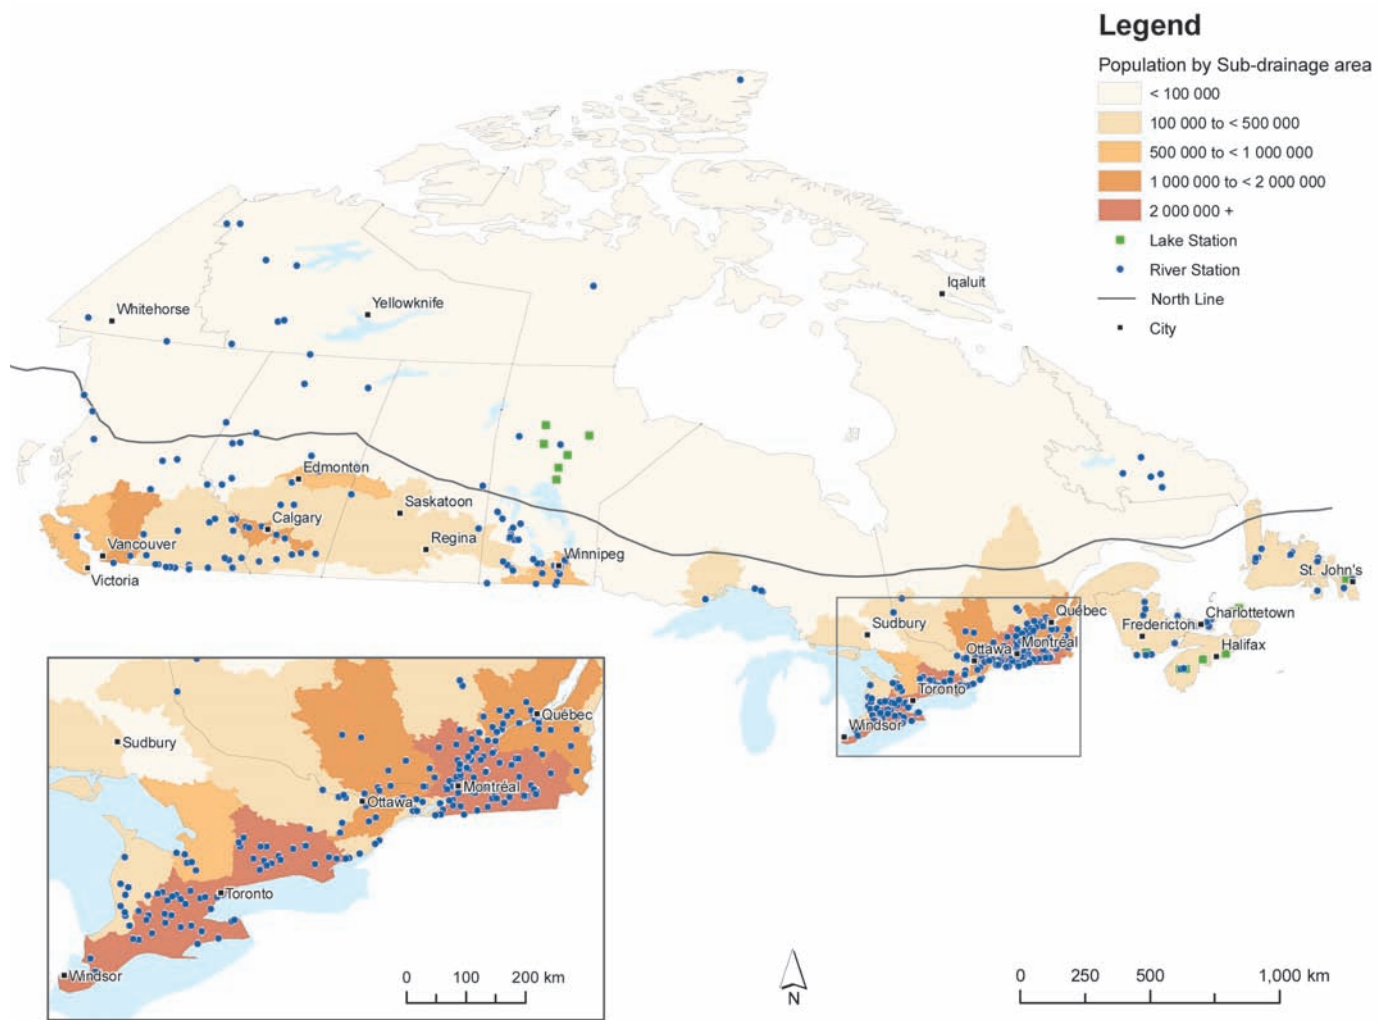 Legend
Population by Sub-drainage area
< 100 000
100 000 to < 500 000
500 000 to < 1 000 000
1 000 000 to < 2 000 000
2 000 000 +
Lake Station
River Station
North Line
City
Iqaluit
Whitehorse
Yellowknife
Edmonton
Saskatoon
Calgary
Regina
Vancouver
Winnipeg
Victoria
St. John's
Québec
Charlottetown
Sudbury
Fredericton
Ottawa
Montréal
Halifax
Toronto
Windsor
Québec
Sudbury
Montréal
Ottawa
Toronto
Windsor
0 100 200 km
N
0 250 500 1,000 km